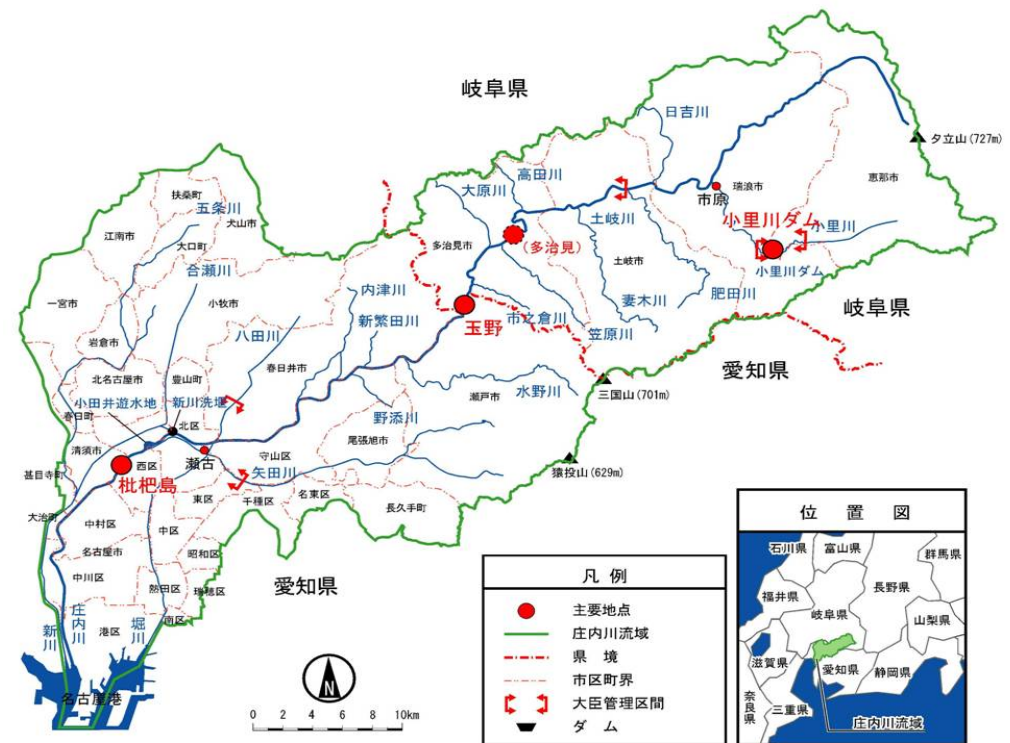 岐阜県
日吉川
夕立山(727m)
高田川
大原川
市原
瑞浪市
恵那市
扶桑町
五条川
犬山市
江南市
大口町
土岐川
小里川ダム
小里川
多治見市
(多治見)
土岐市
小里川ダム
合瀬川
一宮市
小牧市
内津川
妻木川
肥田川
岐阜県
新繁田川
玉野
市之倉川
笠原川
八田川
岩倉市
春日井市
愛知県
北名古屋市
豊山町
水野川
三国山(701m)
瀬戸市
小田井遊水地
新川洗堰
春日町
北区
野添川
尾張旭市
清須市
守山区
瀬古
甚目寺町
西区
枇杷島
矢田川
猿投山(629m)
東区
千種区
名東区
長久手町
大治町
中村区
中区
名古屋市
昭和区
愛知県
中川区
熱田区
瑞穂区
新川
庄内川
港区
堀川
南区
名古屋港
N
0 2 4 6 8 10km
凡例
主要地点
庄内川流域
県境
市区町界
大臣管理区間
ダム
位置図
石川県
富山県
群馬県
福井県
長野県
岐阜県
山梨県
滋賀県
愛知県
静岡県
奈良県
三重県
庄内川流域